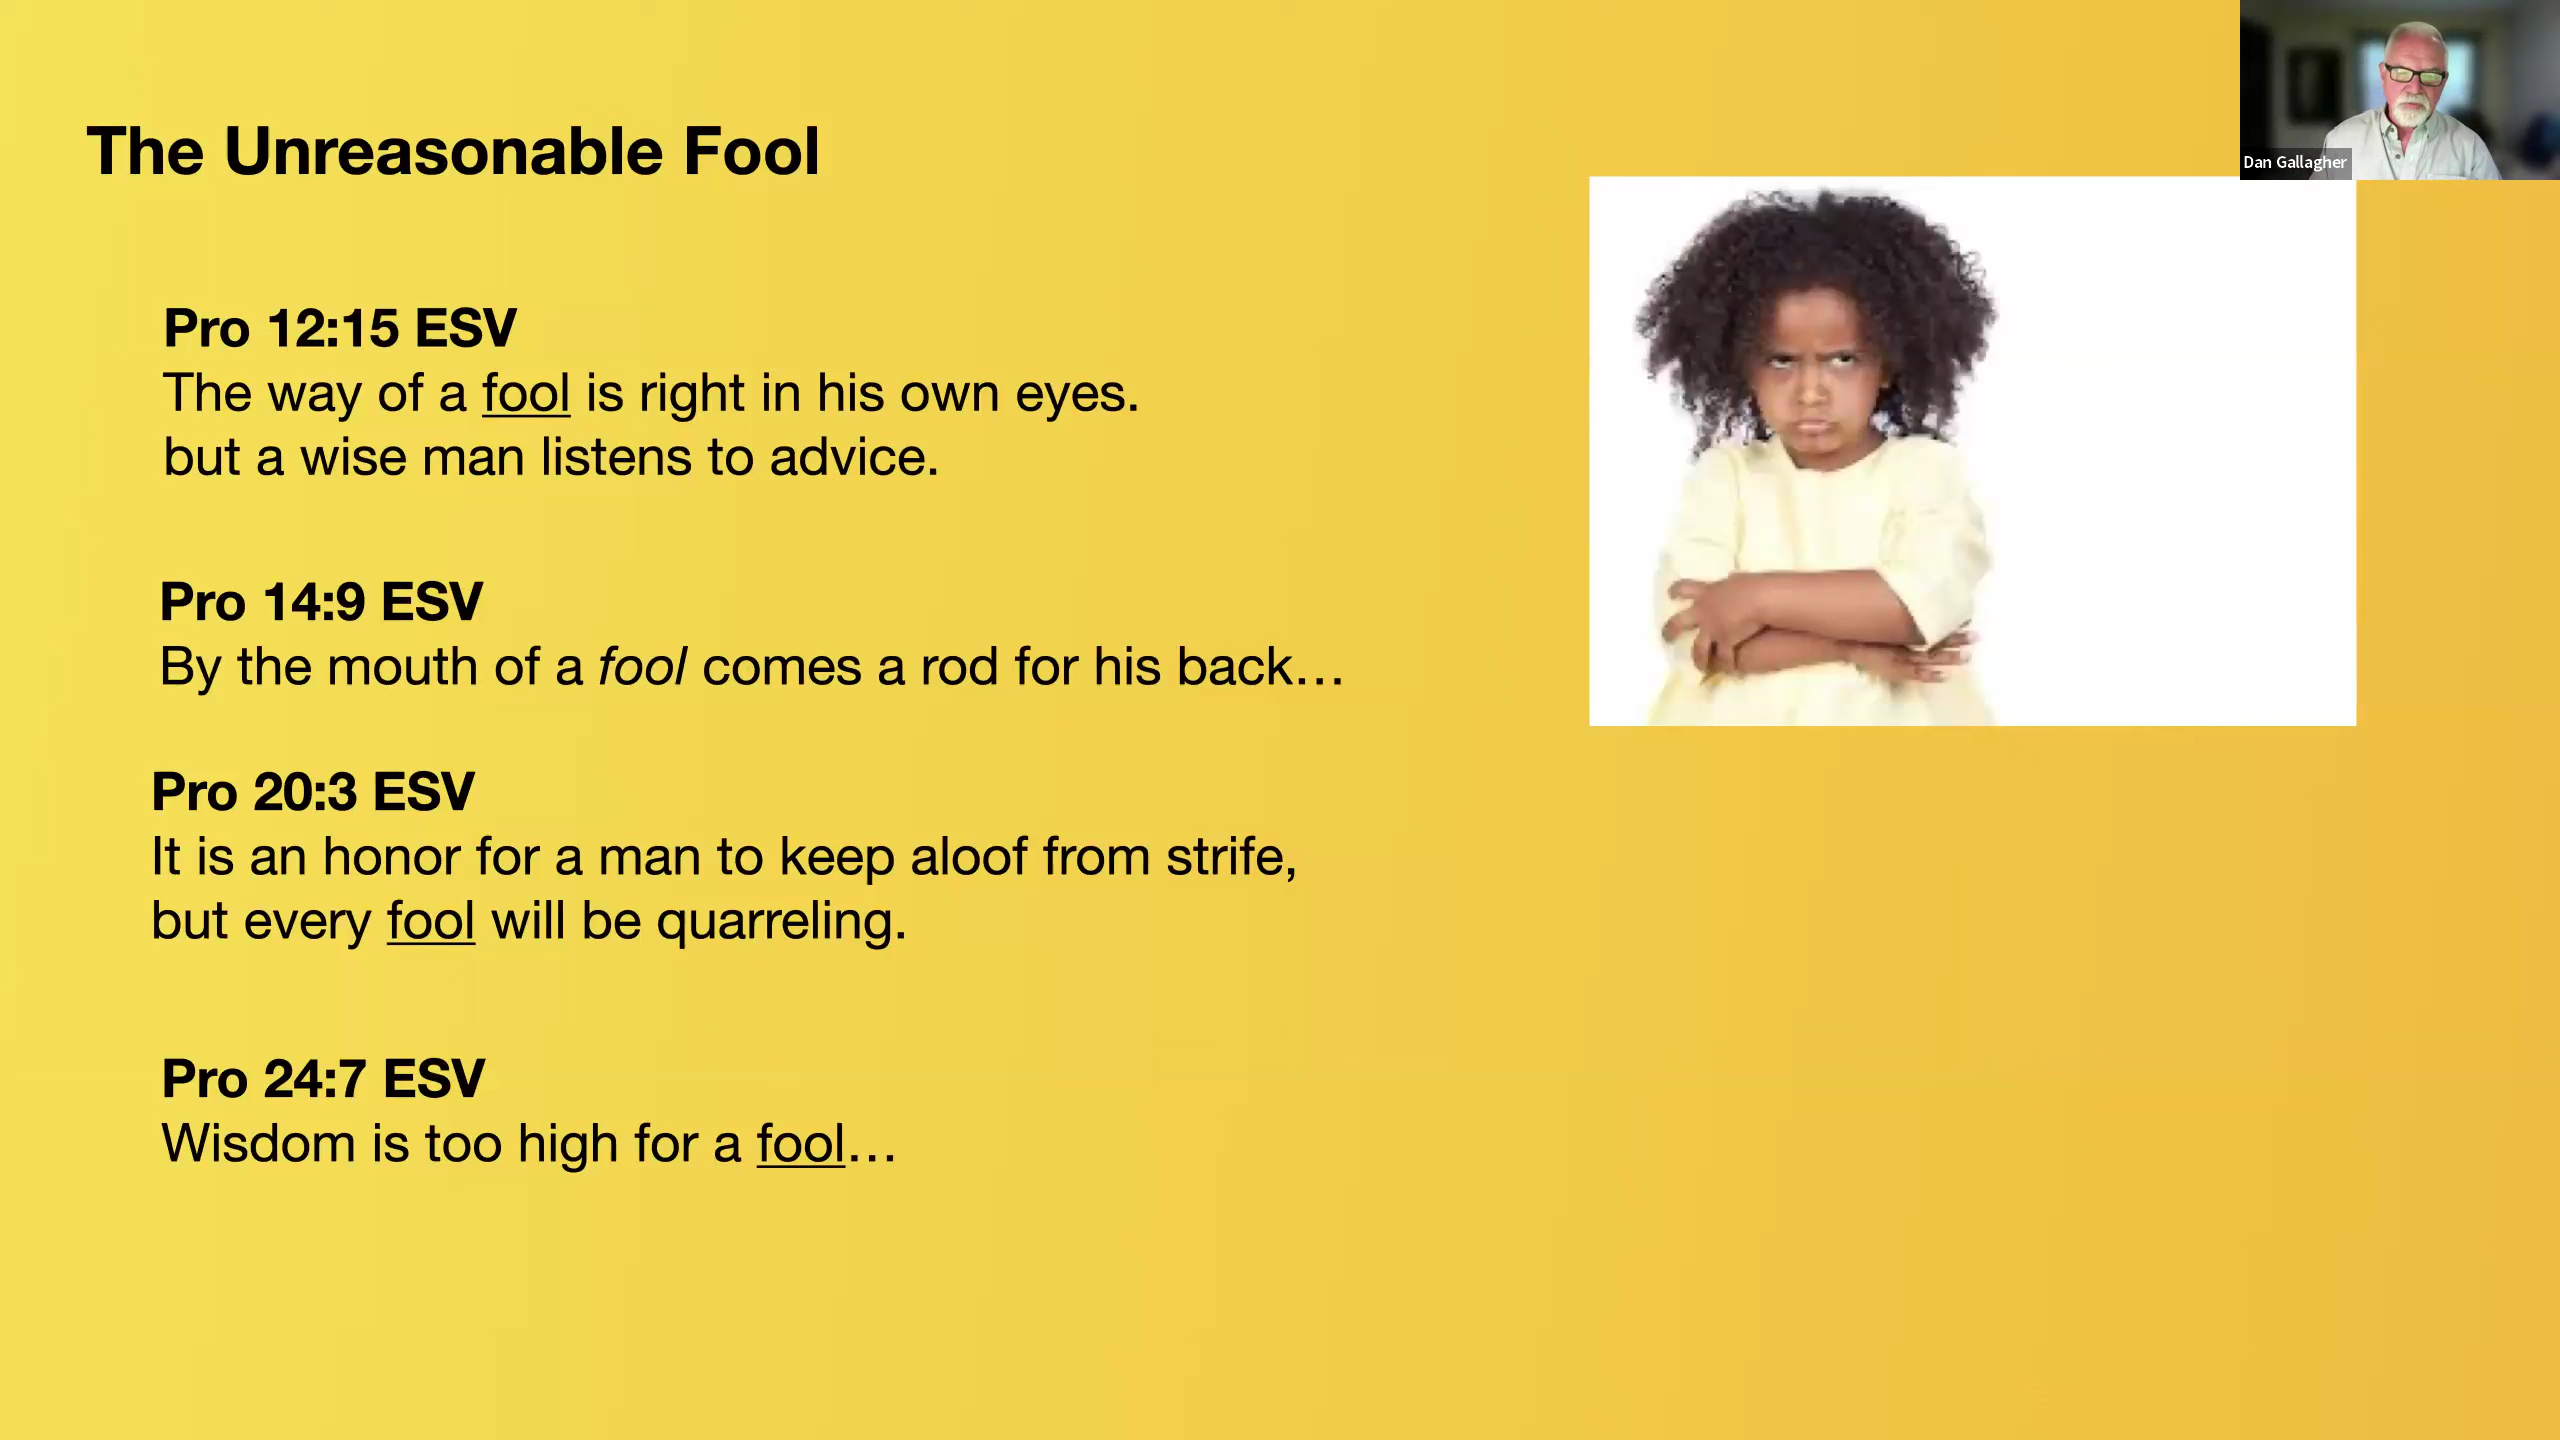 The Unreasonable Fool
Dan Gallagher
Pro 12:15 ESV
The way of a fool is right in his own eyes.
but a wise man listens to advice.
Pro 14:9 ESV
By the mouth of a fool comes a rod for his back…
Pro 20:3 ESV
It is an honor for a man to keep aloof from strife,
but every fool will be quarreling.
Pro 24:7 ESV
Wisdom is too high for a fool…